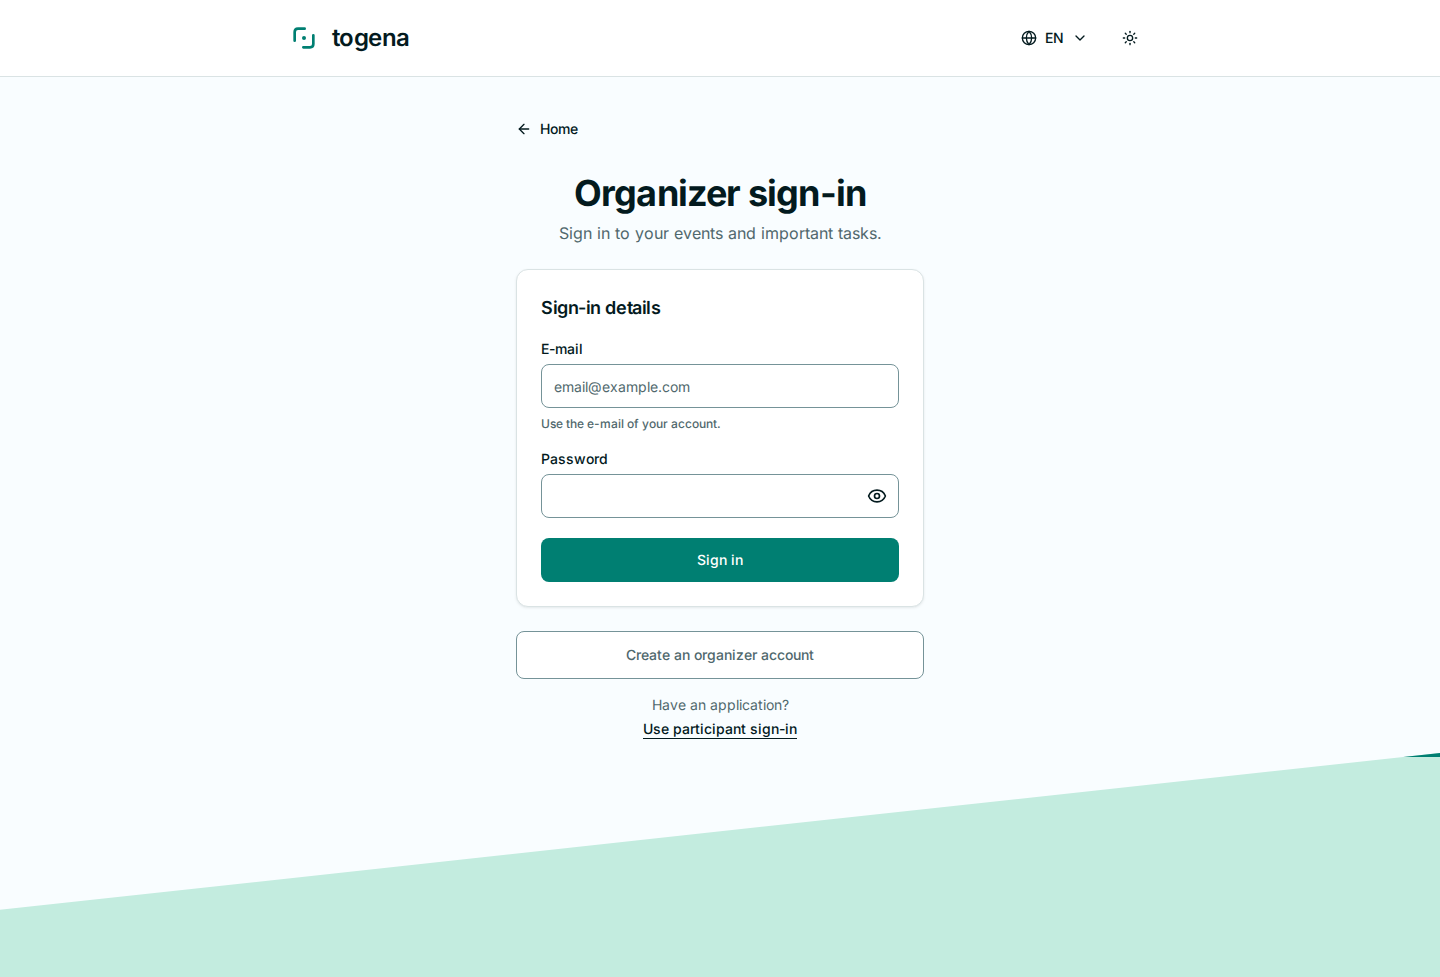 togena
EN
Home
Organizer sign-in
Sign in to your events and important tasks.
Sign-in details
E-mail
email@example.com
Use the e-mail of your account.
Password
Sign in
Create an organizer account
Have an application?
Use participant sign-in